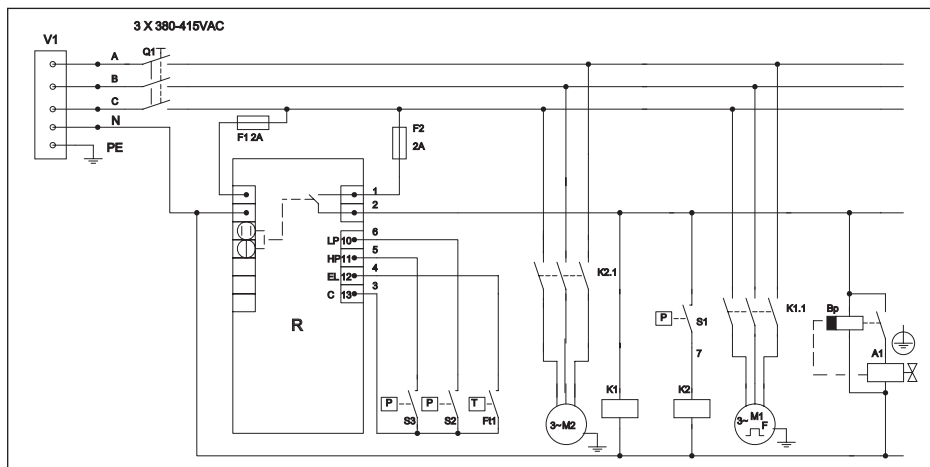 3 X 380-415VAC
V1
Q1
A
B
C
N
PE
F1 2A
F2
2A
1
2
6
LP 10
5
HP 11
4
EL 12
3
C 13
R
K2.1
P
S1
7
K1.1
Bp
A1
P
S3
P
S2
T
Ft1
3~M2
K1
K2
3~ M1
F